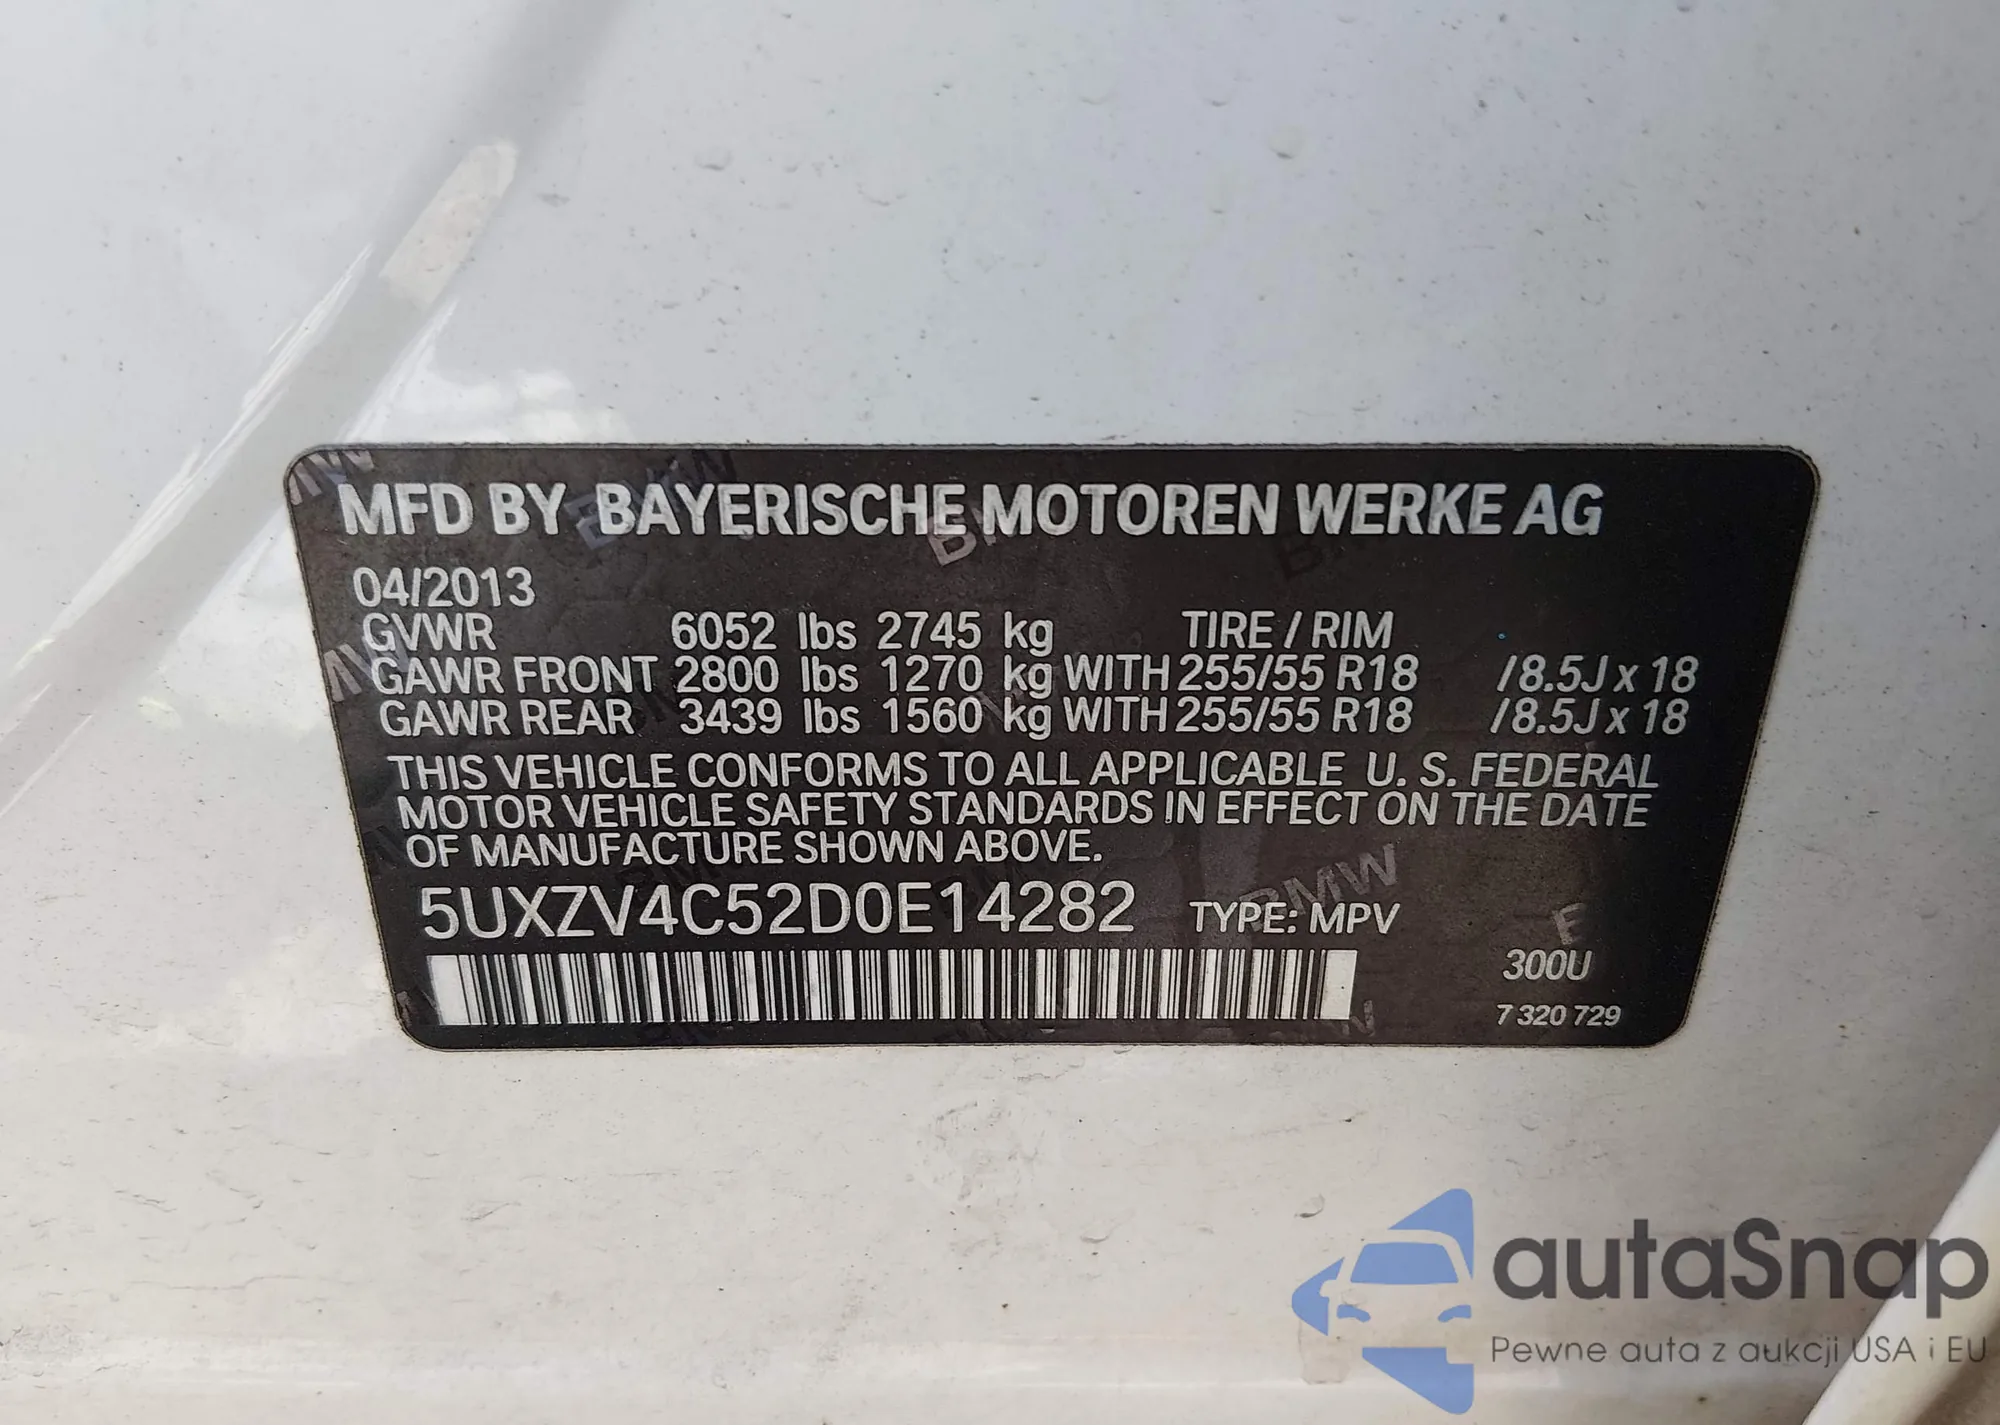 MFD BY BAYERISCHE MOTOREN WERKE AG
04/2013
GVWR 6052 lbs 2745 kg TIRE / RIM
GAWR FRONT 2800 lbs 1270 kg WITH 255/55 R18 /8.5J x 18
GAWR REAR 3439 lbs 1560 kg WITH 255/55 R18 /8.5J x 18
THIS VEHICLE CONFORMS TO ALL APPLICABLE U. S. FEDERAL
MOTOR VEHICLE SAFETY STANDARDS IN EFFECT ON THE DATE
OF MANUFACTURE SHOWN ABOVE.
5UXZV4C52D0E14282 TYPE: MPV
300U
7 320 729
autaSnap
Pewne auta z aukcji USA i EU